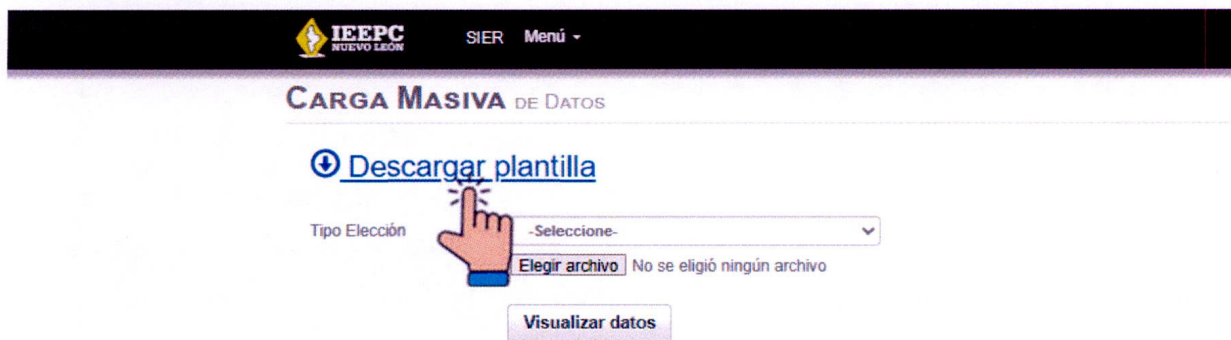 IEEPC
NUEVO LEÓN
SIER Menú
CARGA MASIVA DE DATOS
Descargar plantilla
Tipo Elección
-Seleccione-
Elegir archivo No se eligió ningún archivo
Visualizar datos